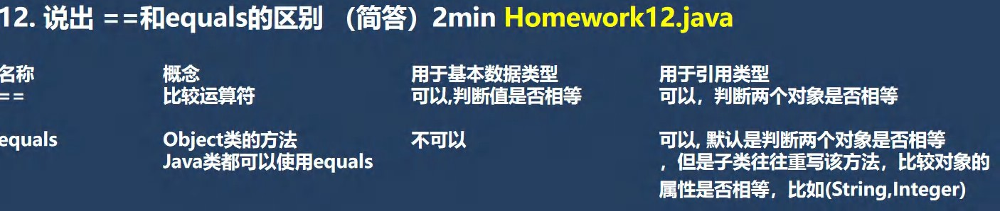 12. 说出 ==和equals的区别 （简答）2min Homework12.java
名称 概念 用于基本数据类型 用于引用类型
== 比较运算符 可以,判断值是否相等 可以，判断两个对象是否相等
equals Object类的方法 不可以 可以, 默认是判断两个对象是否相等
Java类都可以使用equals ，但是子类往往重写该方法，比较对象的
属性是否相等，比如(String,Integer)